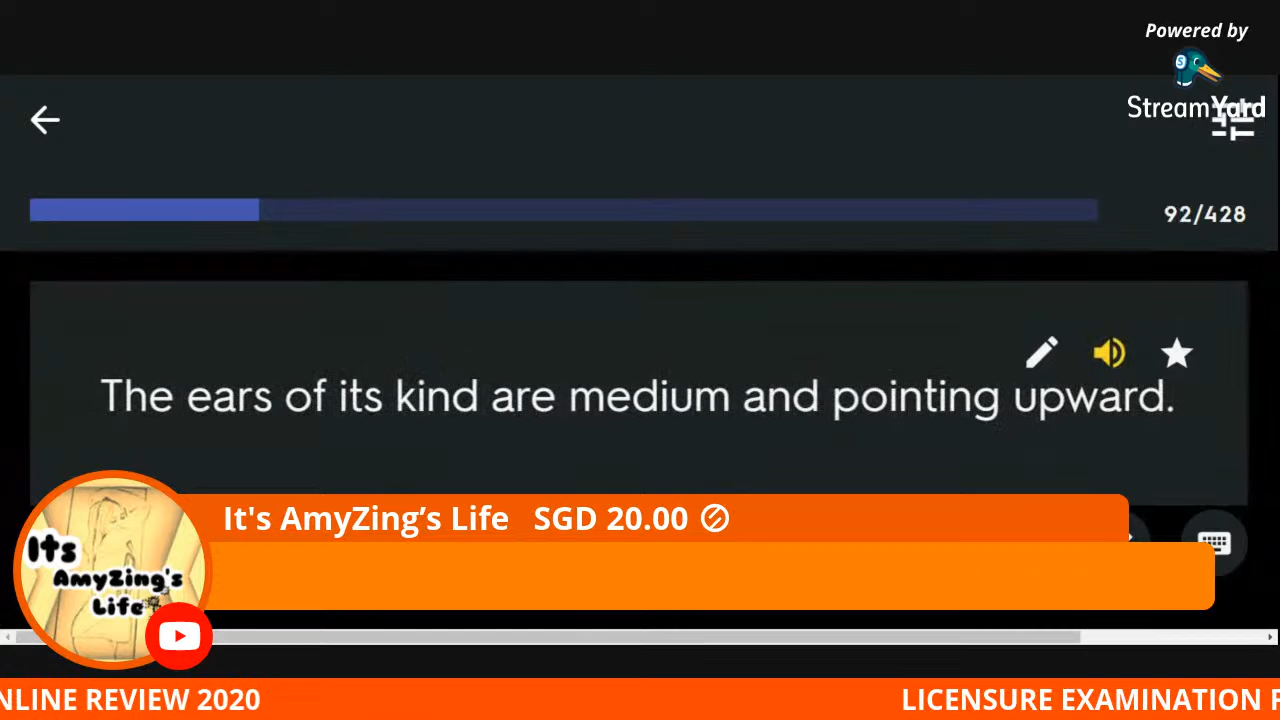 Powered by
StreamYard
92/428
The ears of its kind are medium and pointing upward.
It's AmyZing’s Life SGD 20.00
Its
AmyZing's
Life
NLINE REVIEW 2020 LICENSURE EXAMINATION F